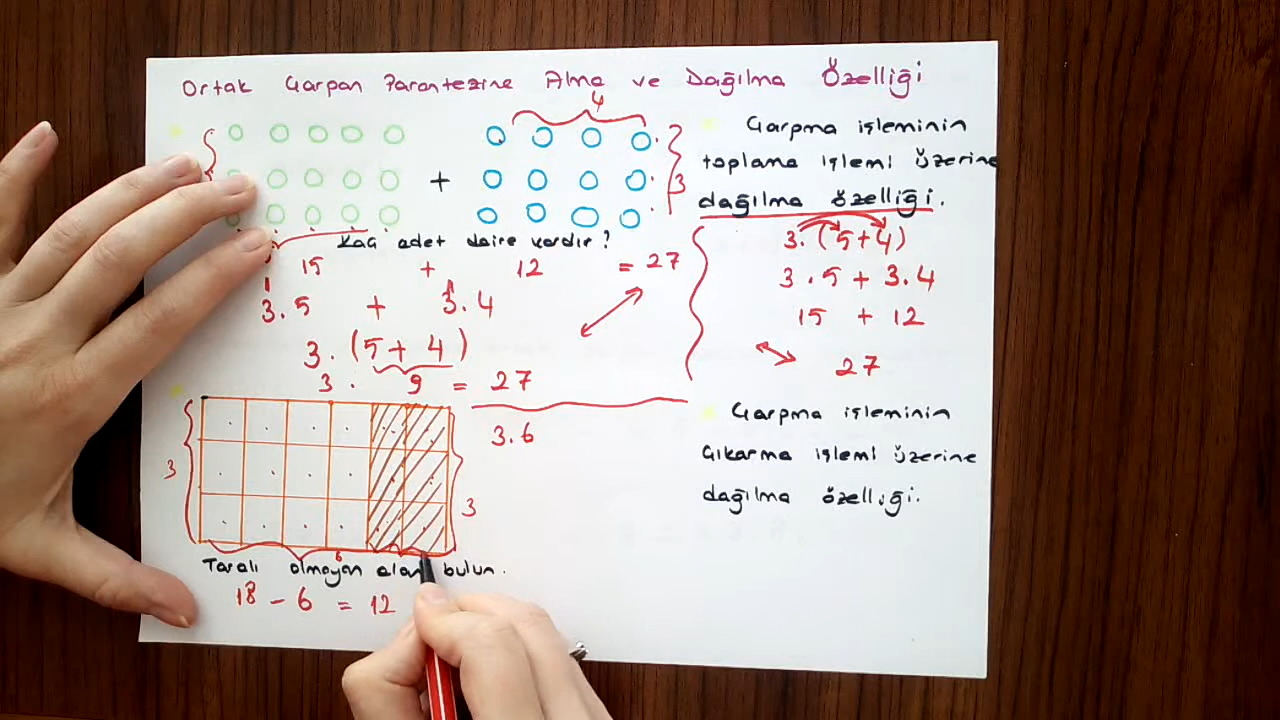 Ortak Çarpan Parantezine Alma ve Dağılma Özelliği
4
+
3
Kaç adet daire vardır?
15 + 12 = 27
3.5 + 3.4
3.(5+4)
3. 9 = 27
Çarpma işleminin
toplama işlemi üzerine
dağılma özelliği.
3.(5+4)
3.5 + 3.4
15 + 12
27
3
3
6
3.6
Taralı olmayan alanı bulun.
18 - 6 = 12
Çarpma işleminin
çıkarma işlemi üzerine
dağılma özelliği.